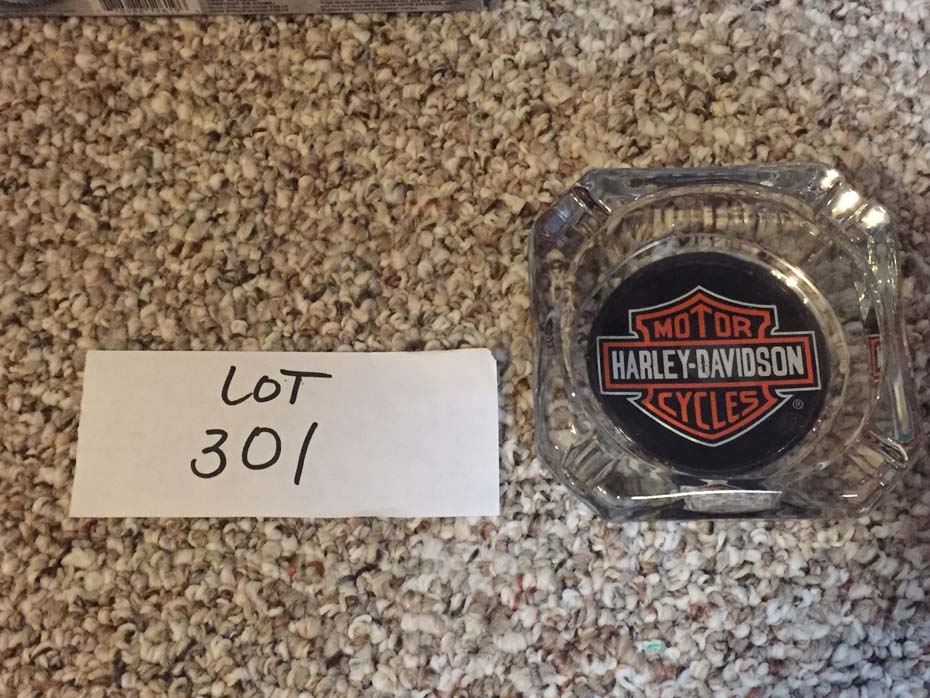 LOT
301
MOTOR
HARLEY-DAVIDSON
CYCLES
®